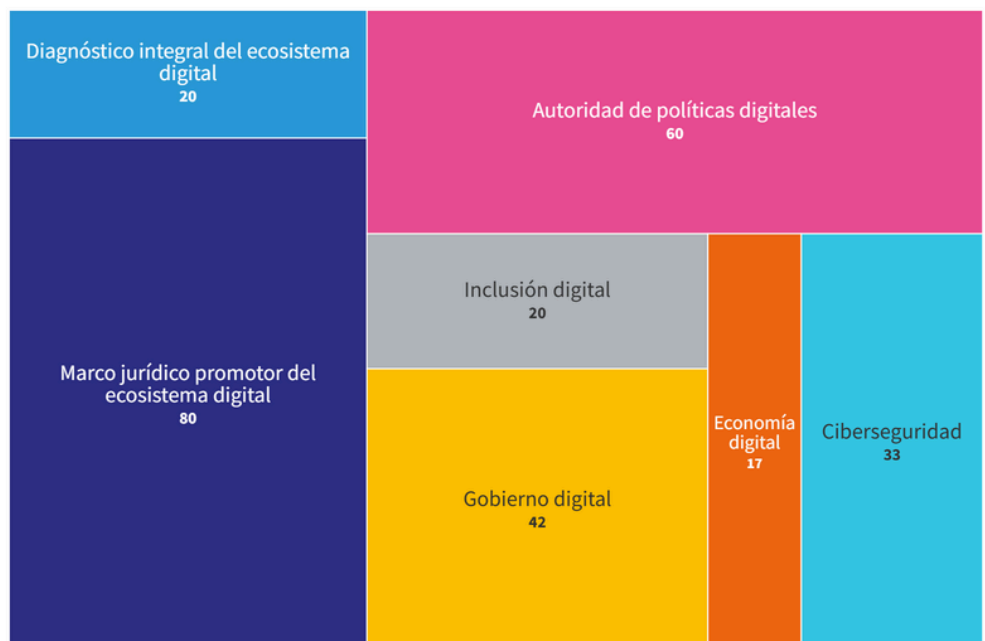 Diagnóstico integral del ecosistema
digital
20
Autoridad de políticas digitales
60
Marco jurídico promotor del
ecosistema digital
80
Inclusión digital
20
Gobierno digital
42
Economía
digital
17
Ciberseguridad
33